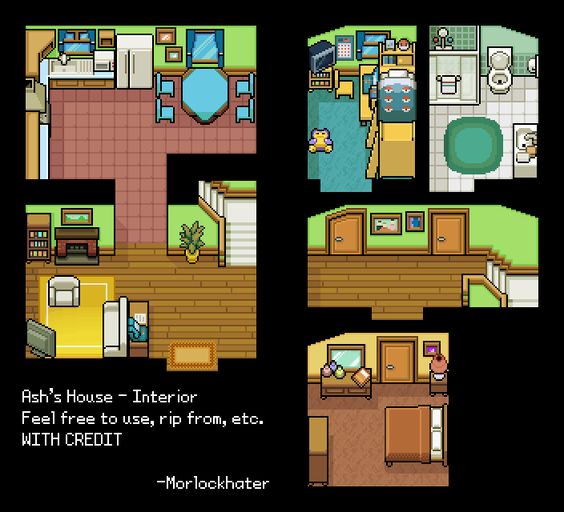 Ash's House - Interior
Feel free to use, rip from, etc.
WITH CREDIT
-Morlockhater